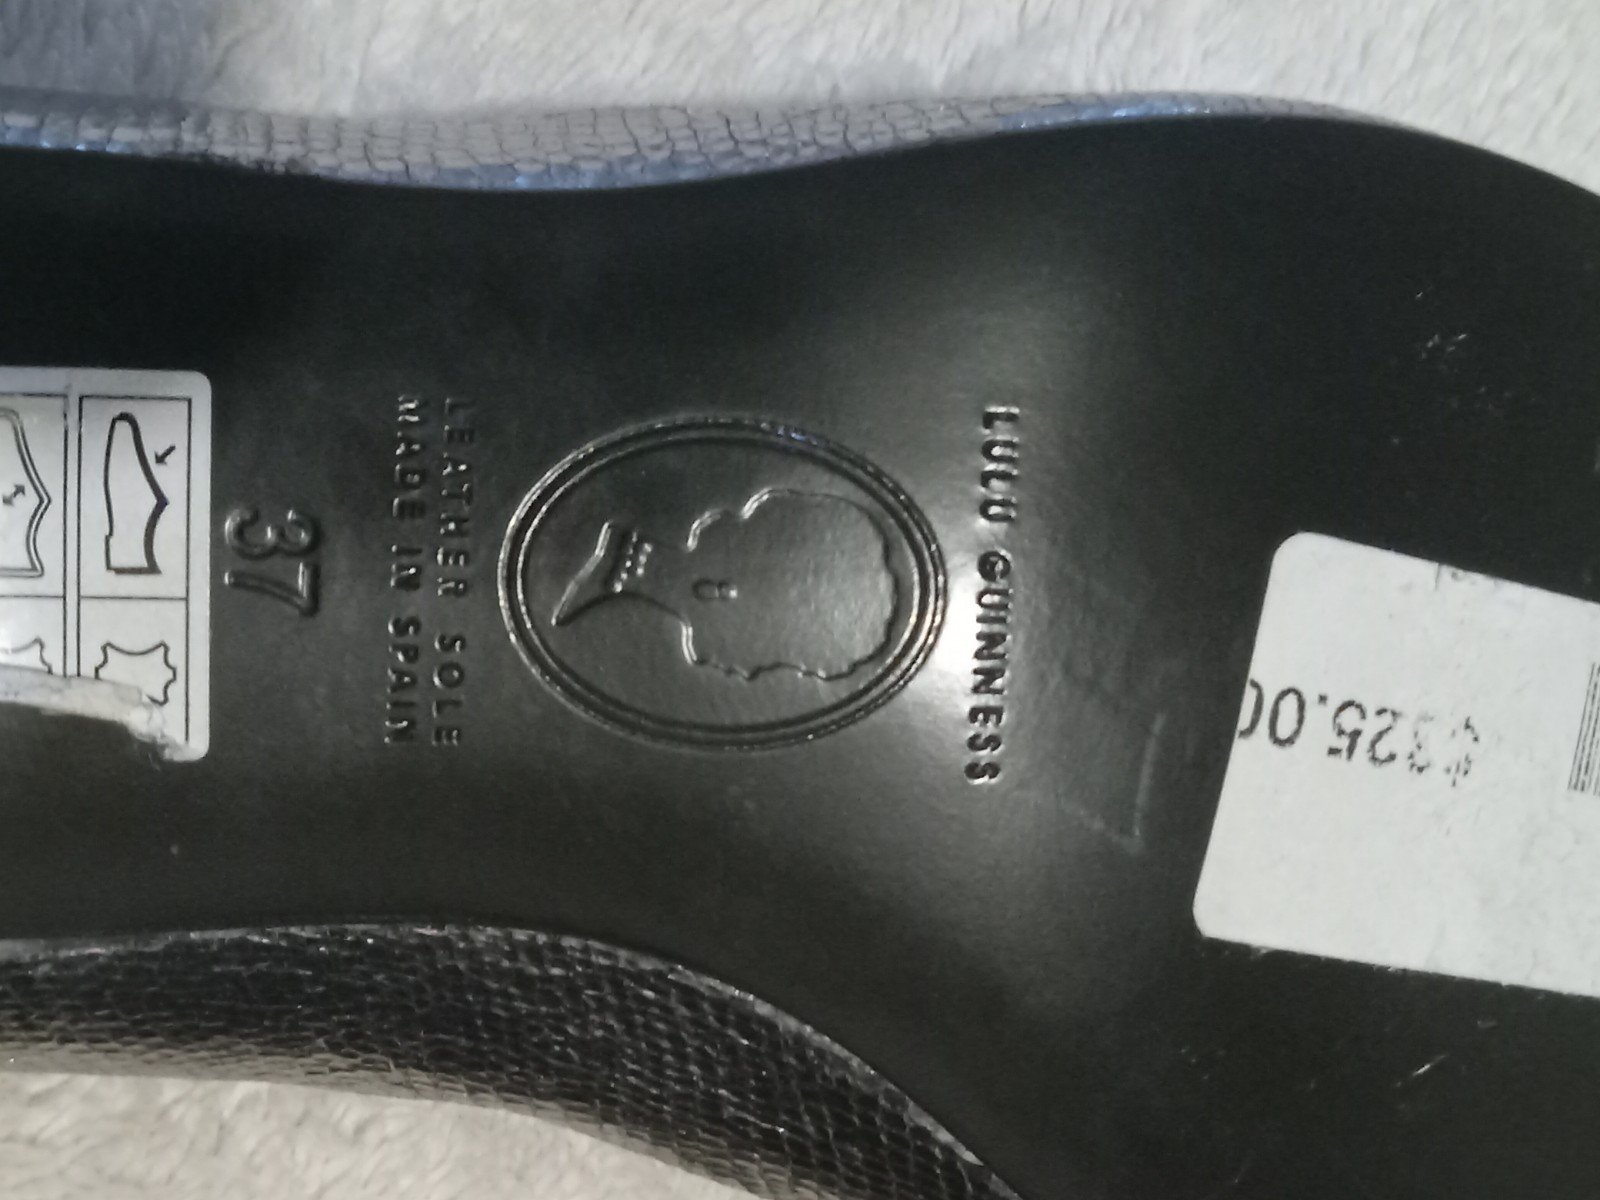 LULU GUINNESS
LEATHER SOLE
MADE IN SPAIN
37
325.00